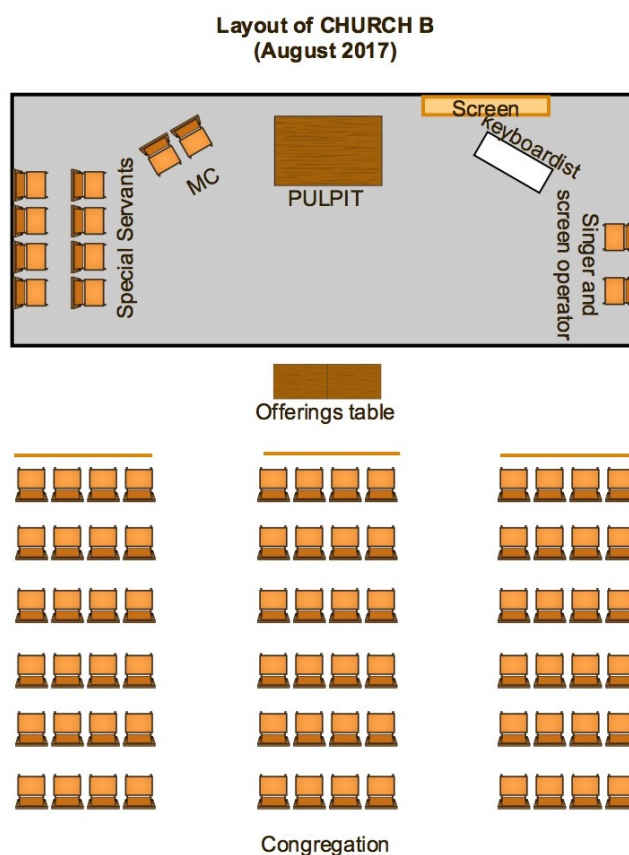 Layout of CHURCH B
(August 2017)
Screen
keyboardist
MC
PULPIT
Special Servants
Singer and
screen operator
Offerings table
Congregation